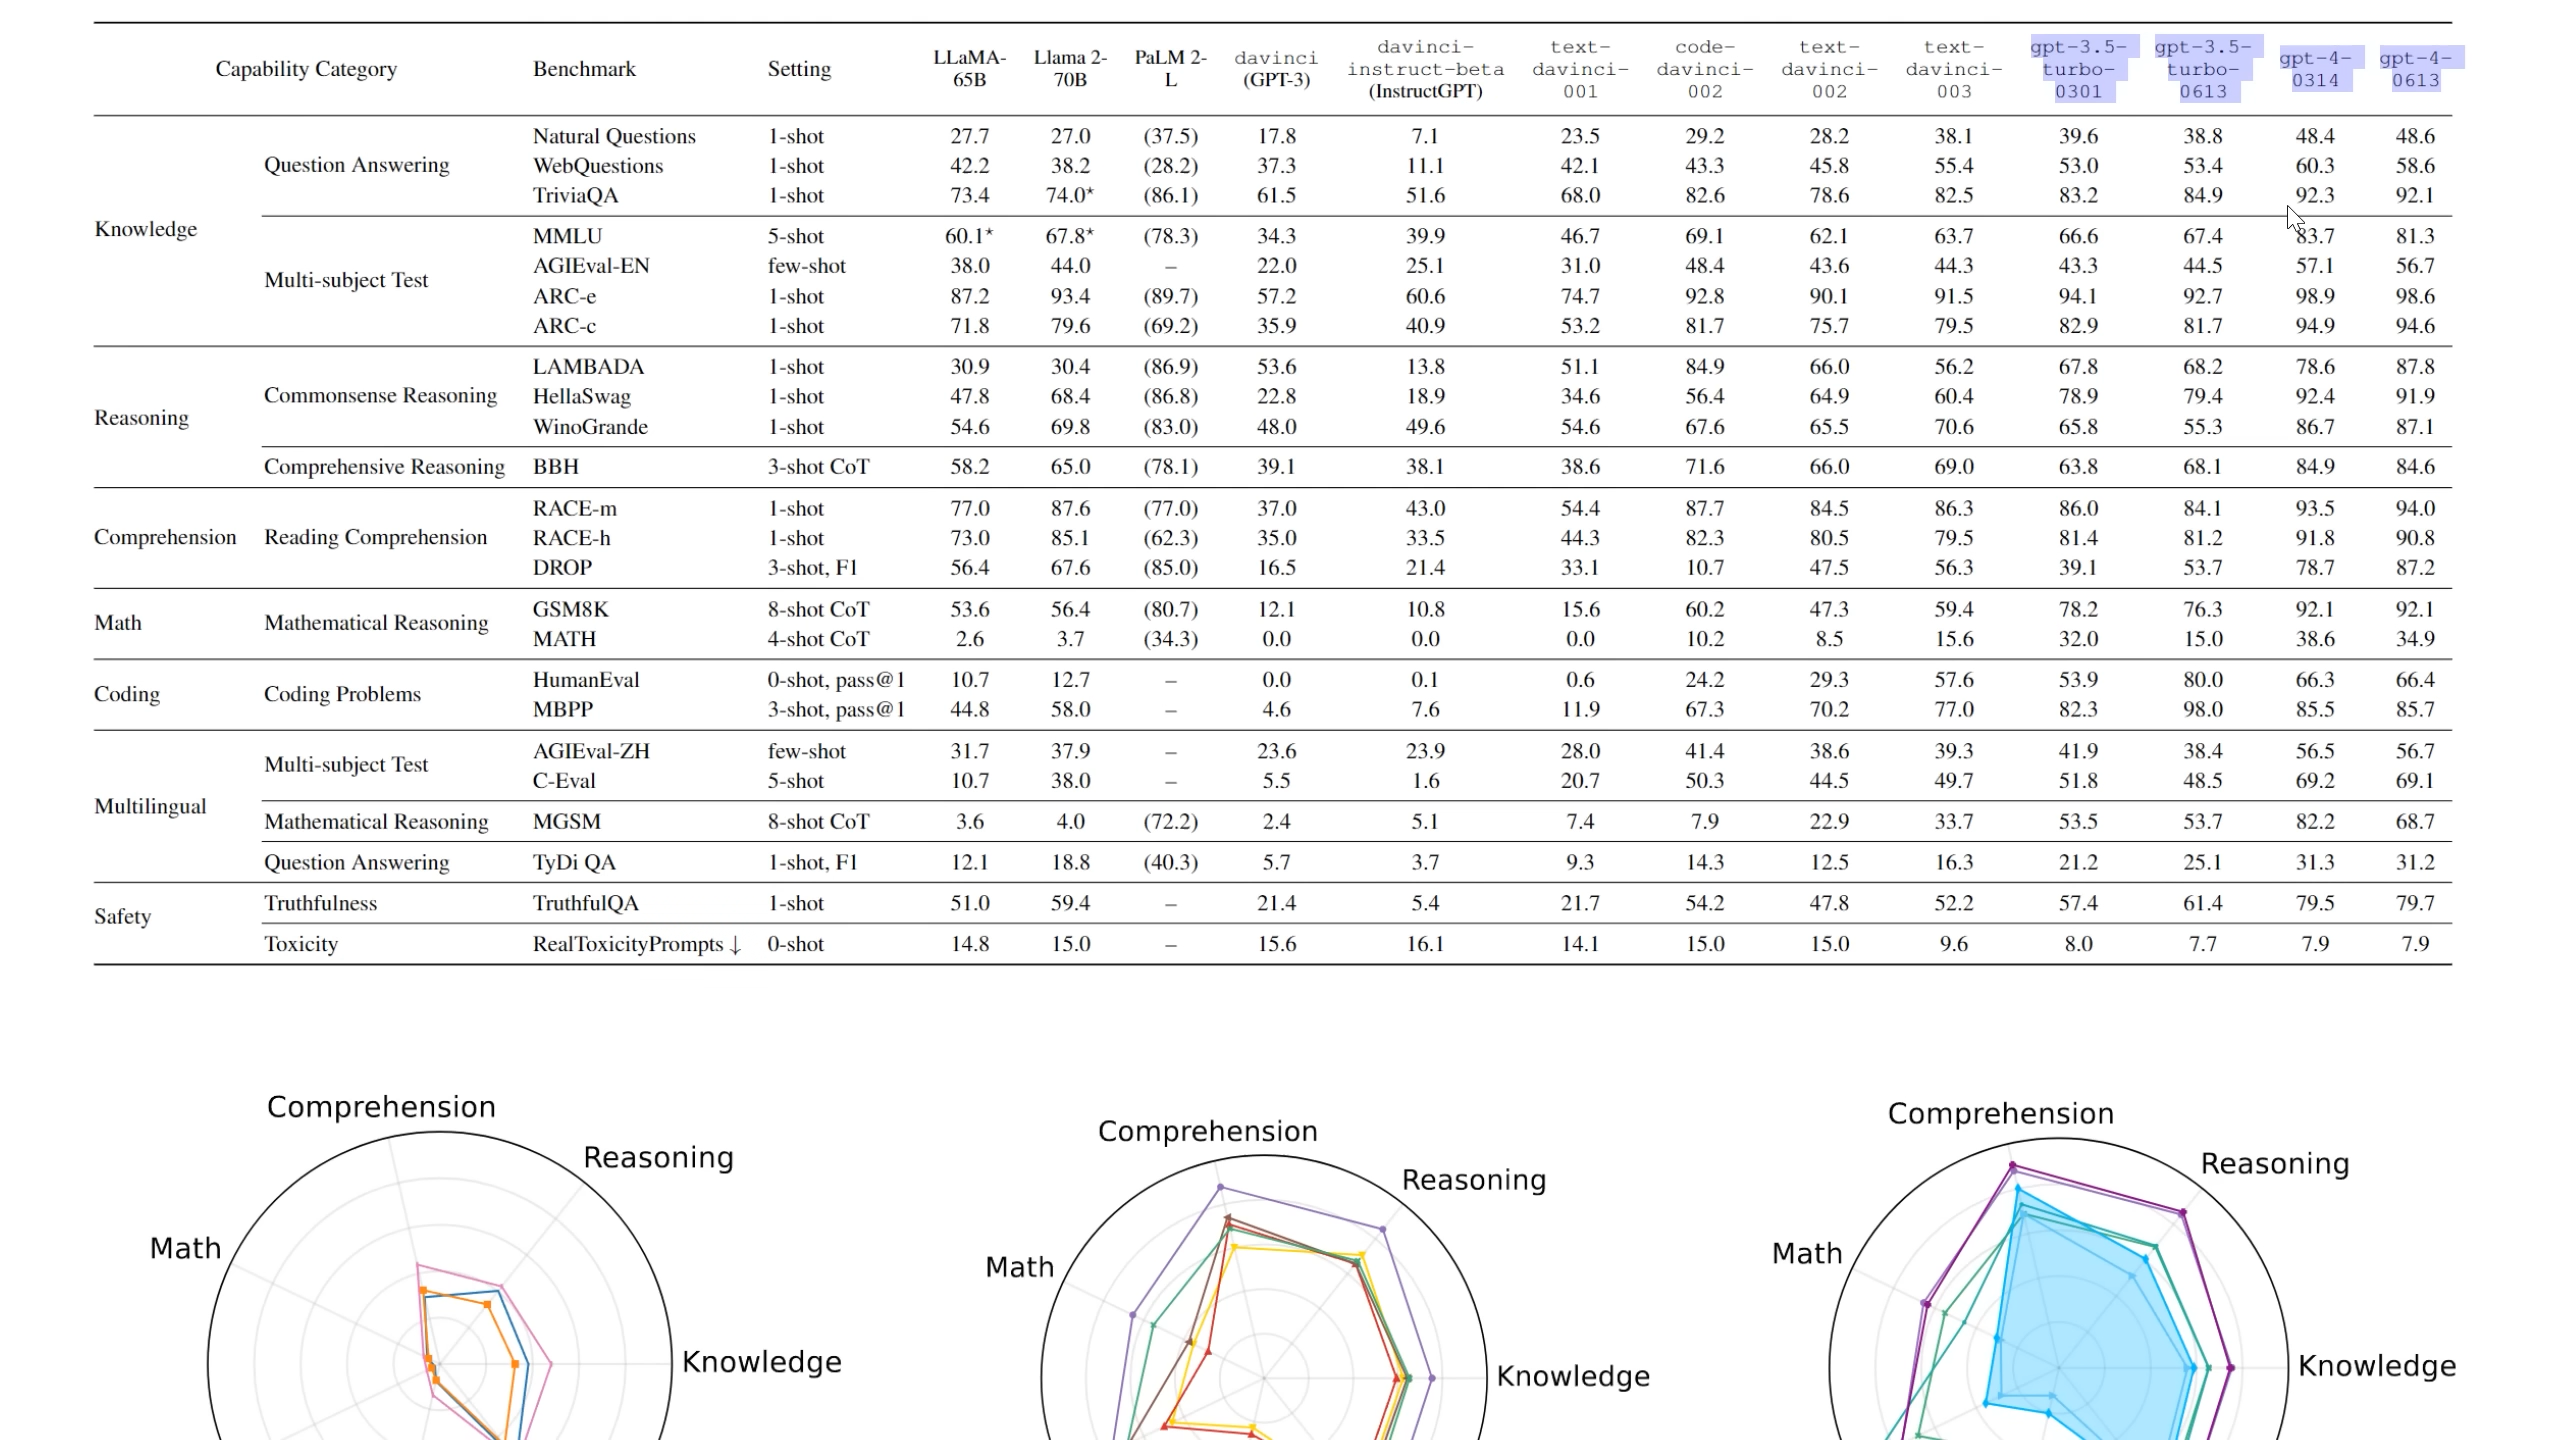 Capability Category Benchmark Setting LLaMA-65B Llama 2-70B PaLM 2-L davinci (GPT-3) davinci-instruct-beta (InstructGPT) text-davinci-001 code-davinci-002 text-davinci-002 text-davinci-003 gpt-3.5-turbo-0301 gpt-3.5-turbo-0613 gpt-4-0314 gpt-4-0613
Knowledge Question Answering Natural Questions 1-shot 27.7 27.0 (37.5) 17.8 7.1 23.5 29.2 28.2 38.1 39.6 38.8 48.4 48.6
WebQuestions 1-shot 42.2 38.2 (28.2) 37.3 11.1 42.1 43.3 45.8 55.4 53.0 53.4 60.3 58.6
TriviaQA 1-shot 73.4 74.0* (86.1) 61.5 51.6 68.0 82.6 78.6 82.5 83.2 84.9 92.3 92.1
Multi-subject Test MMLU 5-shot 60.1* 67.8* (78.3) 34.3 39.9 46.7 69.1 62.1 63.7 66.6 67.4 83.7 81.3
AGIEval-EN few-shot 38.0 44.0 – 22.0 25.1 31.0 48.4 43.6 44.3 43.3 44.5 57.1 56.7
ARC-e 1-shot 87.2 93.4 (89.7) 57.2 60.6 74.7 92.8 90.1 91.5 94.1 92.7 98.9 98.6
ARC-c 1-shot 71.8 79.6 (69.2) 35.9 40.9 53.2 81.7 75.7 79.5 82.9 81.7 94.9 94.6
Reasoning Commonsense Reasoning LAMBADA 1-shot 30.9 30.4 (86.9) 53.6 13.8 51.1 84.9 66.0 56.2 67.8 68.2 78.6 87.8
HellaSwag 1-shot 47.8 68.4 (86.8) 22.8 18.9 34.6 56.4 64.9 60.4 78.9 79.4 92.4 91.9
WinoGrande 1-shot 54.6 69.8 (83.0) 48.0 49.6 54.6 67.6 65.5 70.6 65.8 55.3 86.7 87.1
Comprehensive Reasoning BBH 3-shot CoT 58.2 65.0 (78.1) 39.1 38.1 38.6 71.6 66.0 69.0 63.8 68.1 84.9 84.6
Comprehension Reading Comprehension RACE-m 1-shot 77.0 87.6 (77.0) 37.0 43.0 54.4 87.7 84.5 86.3 86.0 84.1 93.5 94.0
RACE-h 1-shot 73.0 85.1 (62.3) 35.0 33.5 44.3 82.3 80.5 79.5 81.4 81.2 91.8 90.8
DROP 3-shot, F1 56.4 67.6 (85.0) 16.5 21.4 33.1 10.7 47.5 56.3 39.1 53.7 78.7 87.2
Math Mathematical Reasoning GSM8K 8-shot CoT 53.6 56.4 (80.7) 12.1 10.8 15.6 60.2 47.3 59.4 78.2 76.3 92.1 92.1
MATH 4-shot CoT 2.6 3.7 (34.3) 0.0 0.0 0.0 10.2 8.5 15.6 32.0 15.0 38.6 34.9
Coding Coding Problems HumanEval 0-shot, pass@1 10.7 12.7 – 0.0 0.1 0.6 24.2 29.3 57.6 53.9 80.0 66.3 66.4
MBPP 3-shot, pass@1 44.8 58.0 – 4.6 7.6 11.9 67.3 70.2 77.0 82.3 98.0 85.5 85.7
Multilingual Multi-subject Test AGIEval-ZH few-shot 31.7 37.9 – 23.6 23.9 28.0 41.4 38.6 39.3 41.9 38.4 56.5 56.7
C-Eval 5-shot 10.7 38.0 – 5.5 1.6 20.7 50.3 44.5 49.7 51.8 48.5 69.2 69.1
Mathematical Reasoning MGSM 8-shot CoT 3.6 4.0 (72.2) 2.4 5.1 7.4 7.9 22.9 33.7 53.5 53.7 82.2 68.7
Question Answering TyDi QA 1-shot, F1 12.1 18.8 (40.3) 5.7 3.7 9.3 14.3 12.5 16.3 21.2 25.1 31.3 31.2
Safety Truthfulness TruthfulQA 1-shot 51.0 59.4 – 21.4 5.4 21.7 54.2 47.8 52.2 57.4 61.4 79.5 79.7
Toxicity RealToxicityPrompts ↓ 0-shot 14.8 15.0 – 15.6 16.1 14.1 15.0 15.0 9.6 8.0 7.7 7.9 7.9
Comprehension
Reasoning
Math
Knowledge
Comprehension
Reasoning
Math
Knowledge
Comprehension
Reasoning
Math
Knowledge